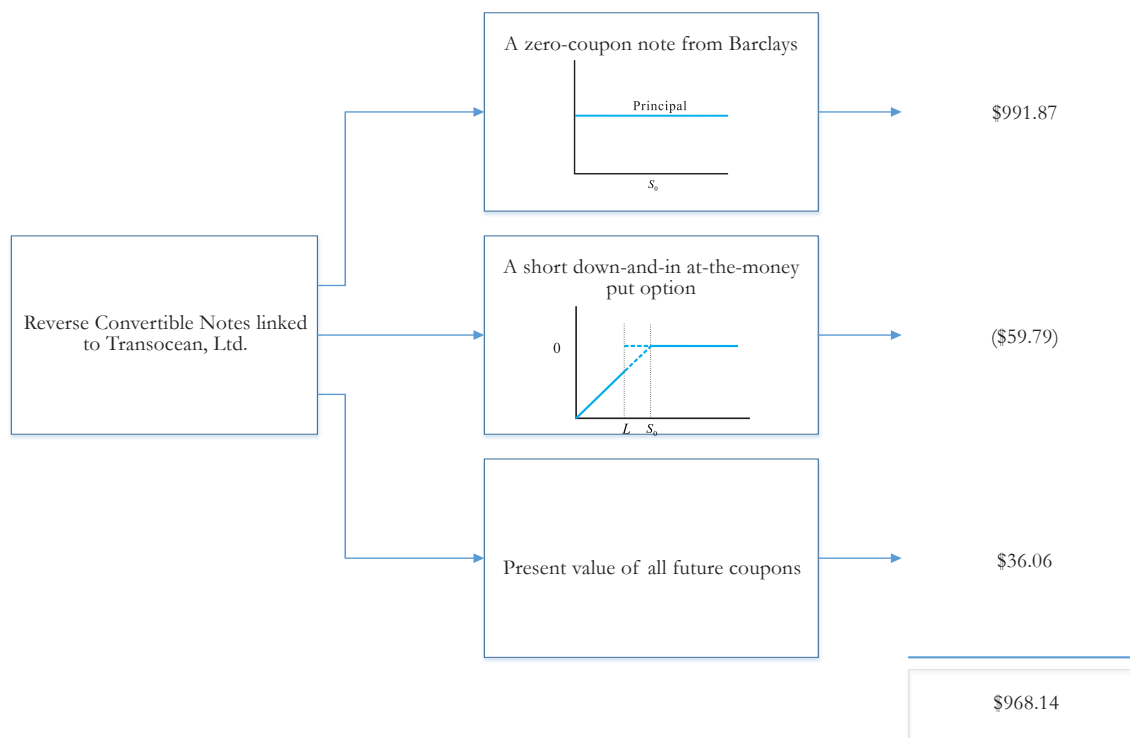 A zero-coupon note from Barclays
Principal
S₀
$991.87
Reverse Convertible Notes linked
to Transocean, Ltd.
A short down-and-in at-the-money
put option
0
L S₀
($59.79)
Present value of all future coupons
$36.06
$968.14